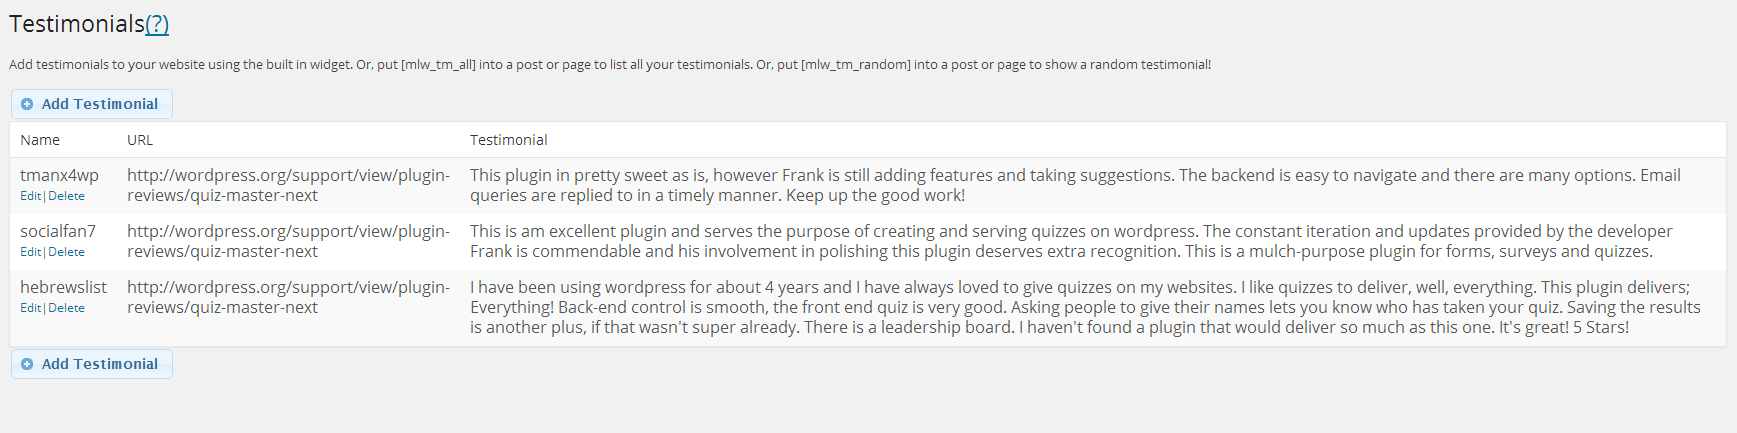 Testimonials(?)
Add testimonials to your website using the built in widget. Or, put [mlw_tm_all] into a post or page to list all your testimonials. Or, put [mlw_tm_random] into a post or page to show a random testimonial!
Add Testimonial
Name URL Testimonial
tmanx4wp
Edit|Delete
http://wordpress.org/support/view/plugin-
reviews/quiz-master-next
This plugin in pretty sweet as is, however Frank is still adding features and taking suggestions. The backend is easy to navigate and there are many options. Email
queries are replied to in a timely manner. Keep up the good work!
socialfan7
Edit|Delete
http://wordpress.org/support/view/plugin-
reviews/quiz-master-next
This is am excellent plugin and serves the purpose of creating and serving quizzes on wordpress. The constant iteration and updates provided by the developer
Frank is commendable and his involvement in polishing this plugin deserves extra recognition. This is a mulch-purpose plugin for forms, surveys and quizzes.
hebrewslist
Edit|Delete
http://wordpress.org/support/view/plugin-
reviews/quiz-master-next
I have been using wordpress for about 4 years and I have always loved to give quizzes on my websites. I like quizzes to deliver, well, everything. This plugin delivers;
Everything! Back-end control is smooth, the front end quiz is very good. Asking people to give their names lets you know who has taken your quiz. Saving the results
is another plus, if that wasn't super already. There is a leadership board. I haven't found a plugin that would deliver so much as this one. It's great! 5 Stars!
Add Testimonial